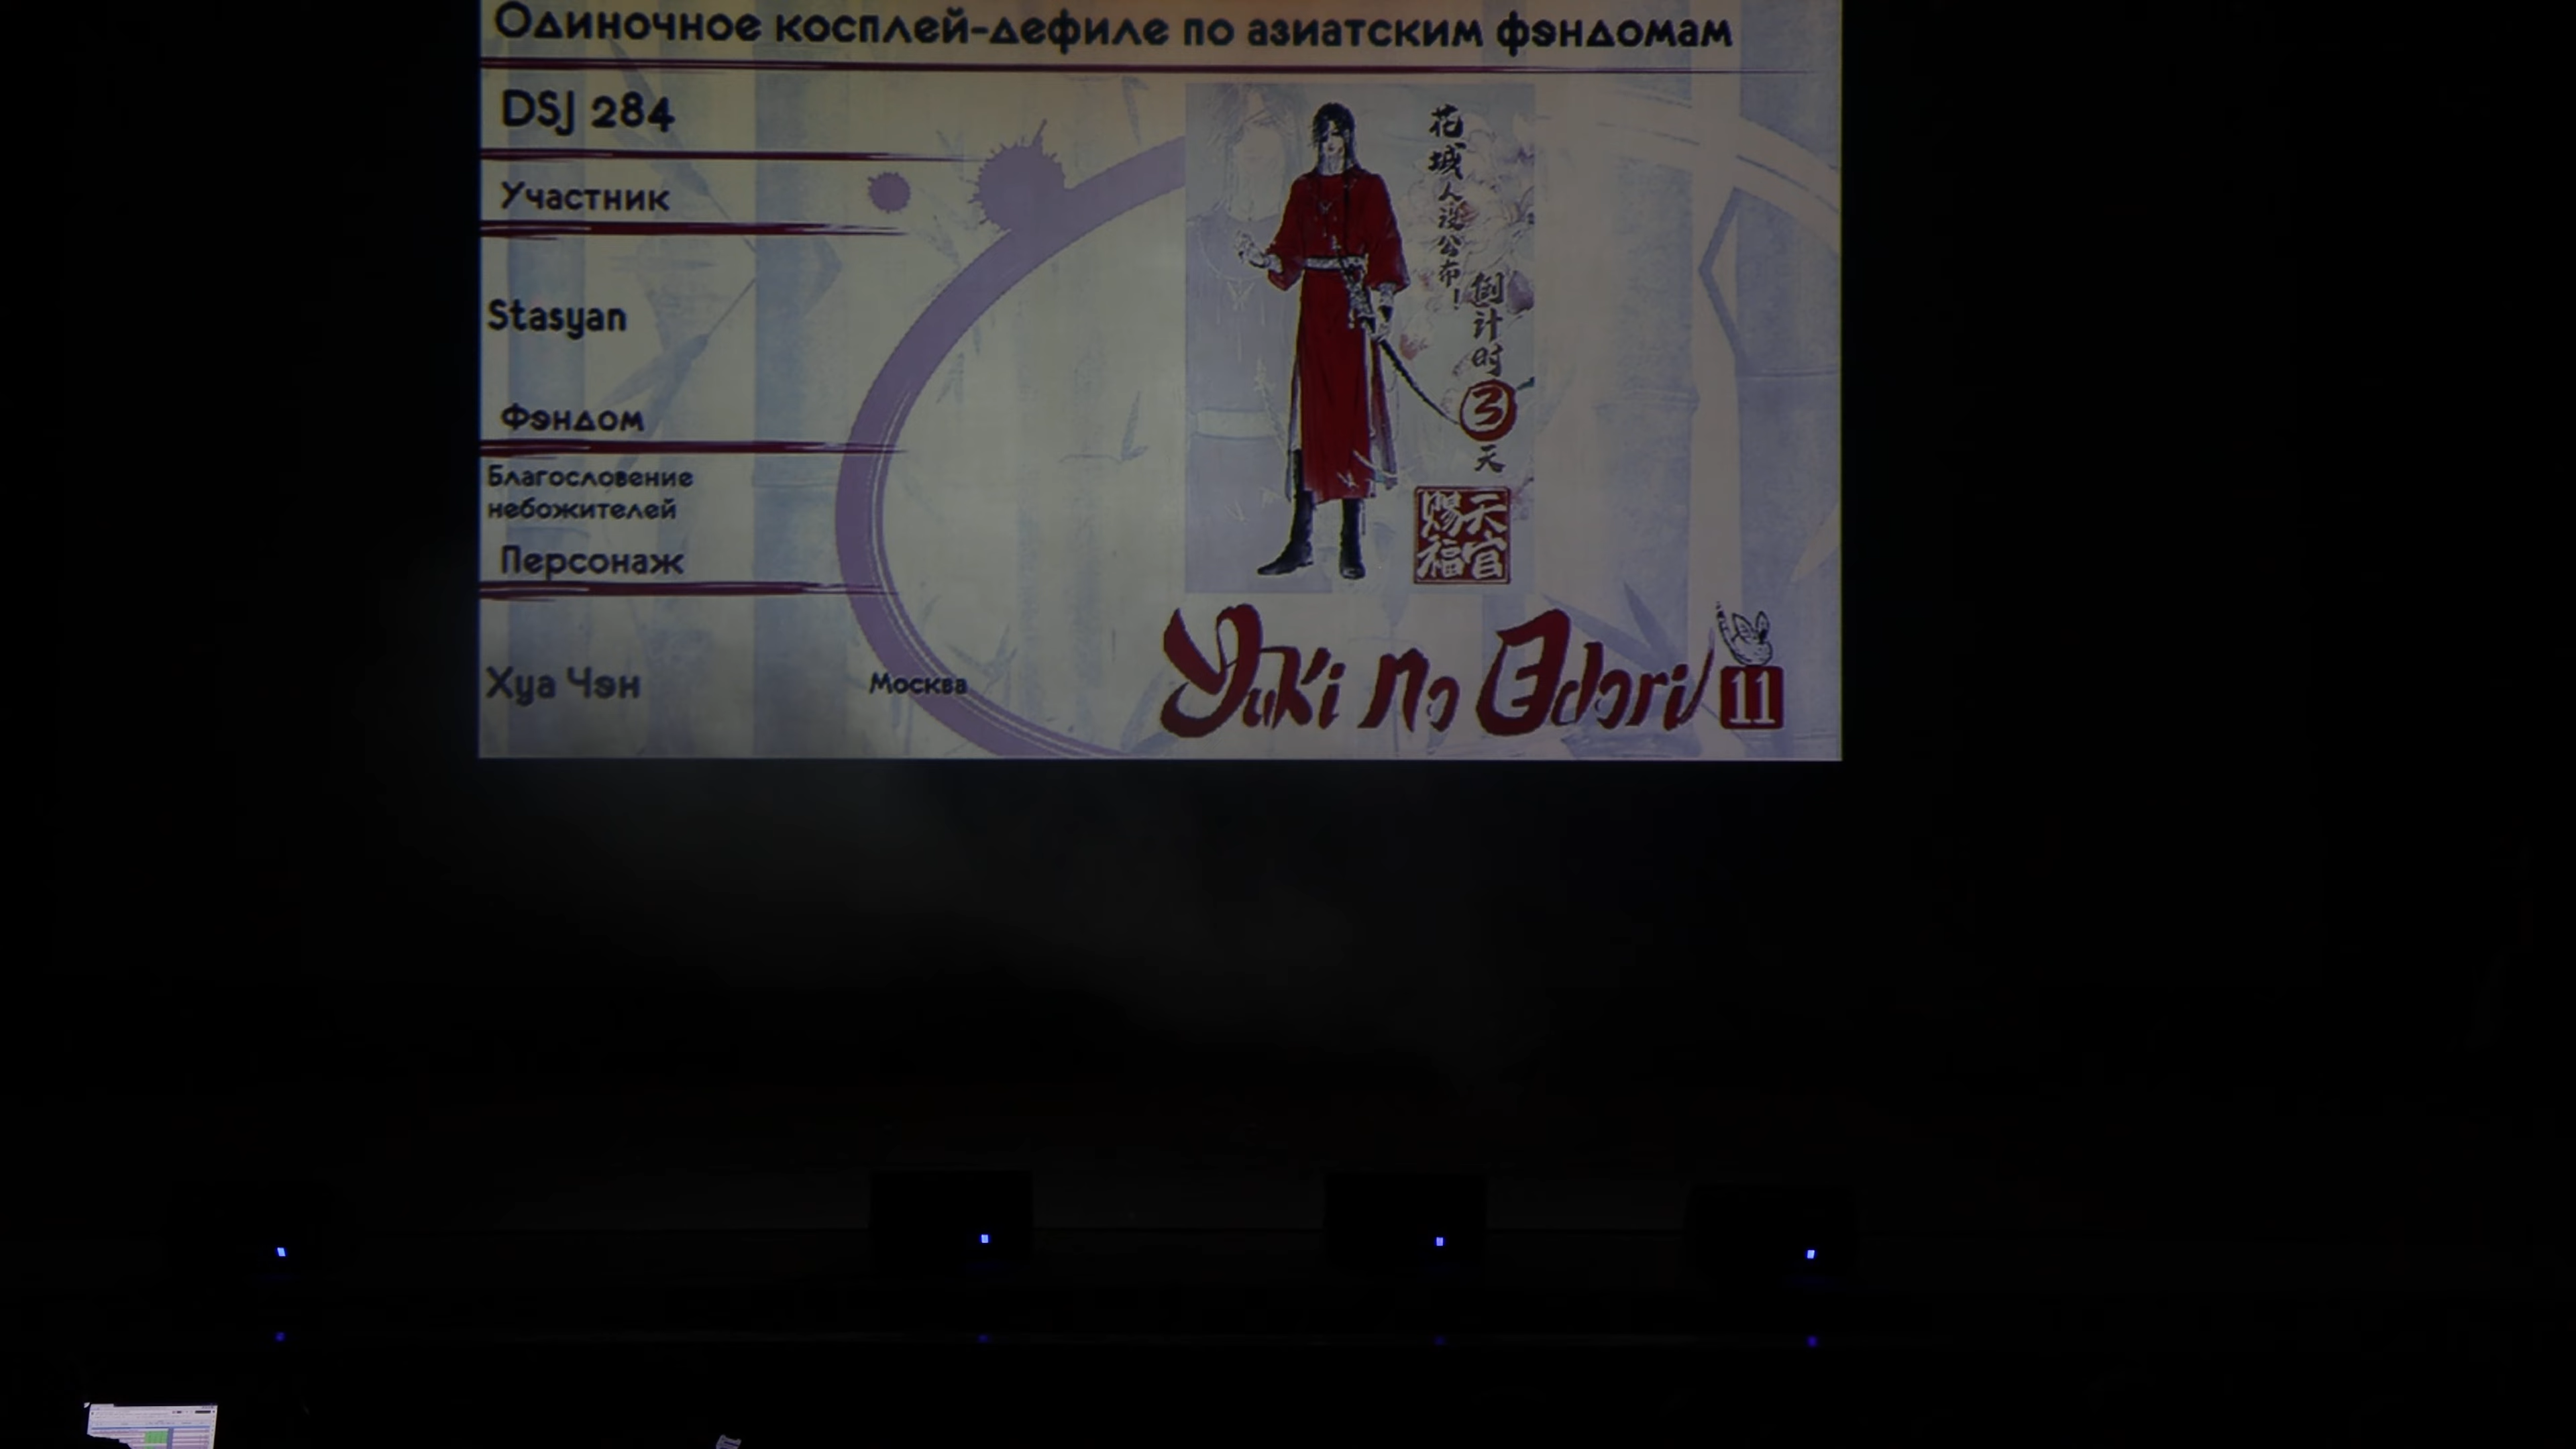 Одиночное косплей-дефиле по азиатским фэндомам
DSJ 284
Участник
Stasyan
Фэндом
Благословение
небожителей
Персонаж
Хуа Чэн
Москва
花城人设公布！
倒计时3天
天官
赐福
Yuki no Odori 11